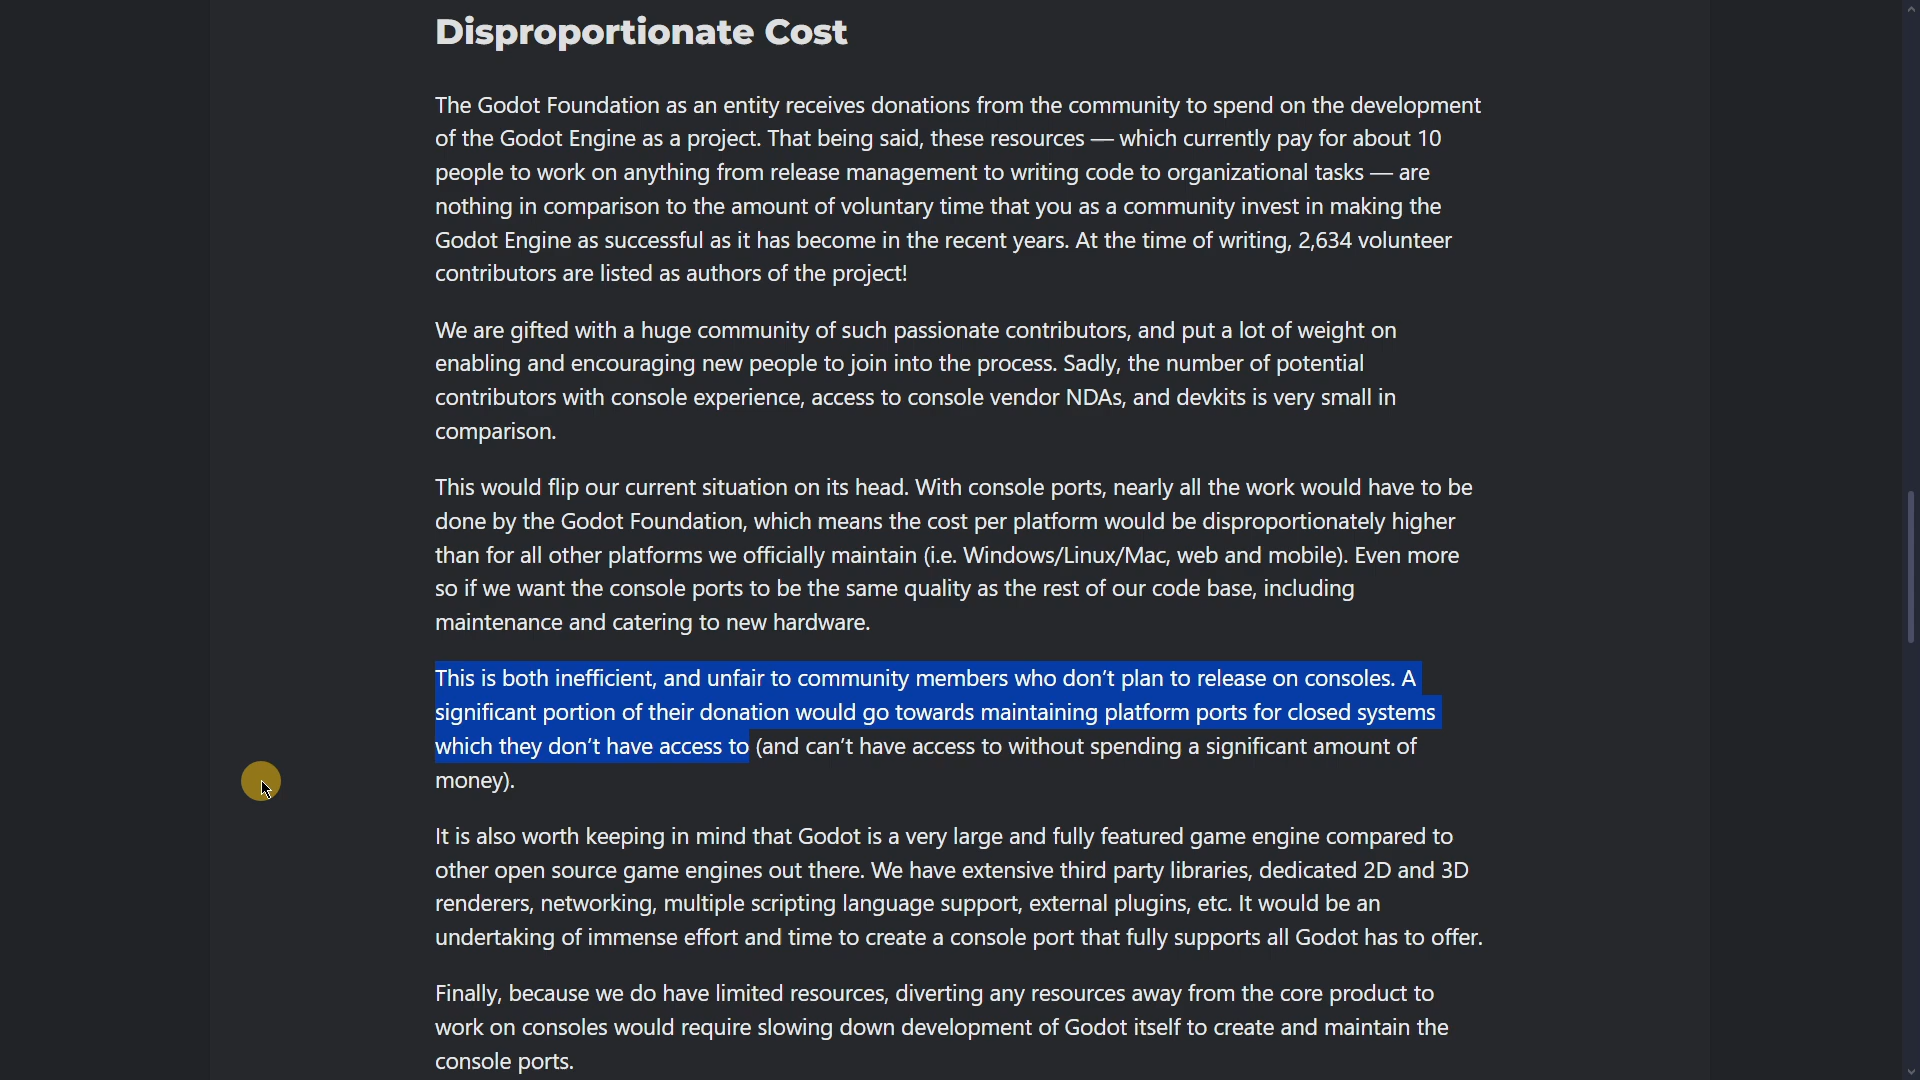 Disproportionate Cost
The Godot Foundation as an entity receives donations from the community to spend on the development
of the Godot Engine as a project. That being said, these resources — which currently pay for about 10
people to work on anything from release management to writing code to organizational tasks — are
nothing in comparison to the amount of voluntary time that you as a community invest in making the
Godot Engine as successful as it has become in the recent years. At the time of writing, 2,634 volunteer
contributors are listed as authors of the project!
We are gifted with a huge community of such passionate contributors, and put a lot of weight on
enabling and encouraging new people to join into the process. Sadly, the number of potential
contributors with console experience, access to console vendor NDAs, and devkits is very small in
comparison.
This would flip our current situation on its head. With console ports, nearly all the work would have to be
done by the Godot Foundation, which means the cost per platform would be disproportionately higher
than for all other platforms we officially maintain (i.e. Windows/Linux/Mac, web and mobile). Even more
so if we want the console ports to be the same quality as the rest of our code base, including
maintenance and catering to new hardware.
This is both inefficient, and unfair to community members who don’t plan to release on consoles. A
significant portion of their donation would go towards maintaining platform ports for closed systems
which they don’t have access to (and can’t have access to without spending a significant amount of
money).
It is also worth keeping in mind that Godot is a very large and fully featured game engine compared to
other open source game engines out there. We have extensive third party libraries, dedicated 2D and 3D
renderers, networking, multiple scripting language support, external plugins, etc. It would be an
undertaking of immense effort and time to create a console port that fully supports all Godot has to offer.
Finally, because we do have limited resources, diverting any resources away from the core product to
work on consoles would require slowing down development of Godot itself to create and maintain the
console ports.